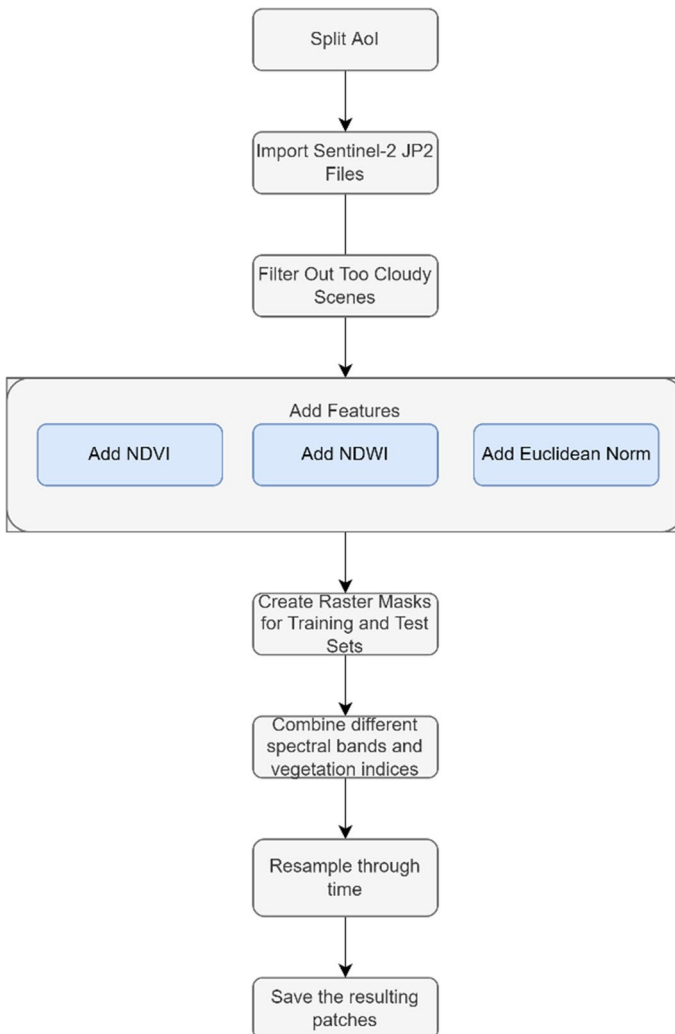 Split AoI
Import Sentinel-2 JP2
Files
Filter Out Too Cloudy
Scenes
Add Features
Add NDVI
Add NDWI
Add Euclidean Norm
Create Raster Masks
for Training and Test
Sets
Combine different
spectral bands and
vegetation indices
Resample through
time
Save the resulting
patches